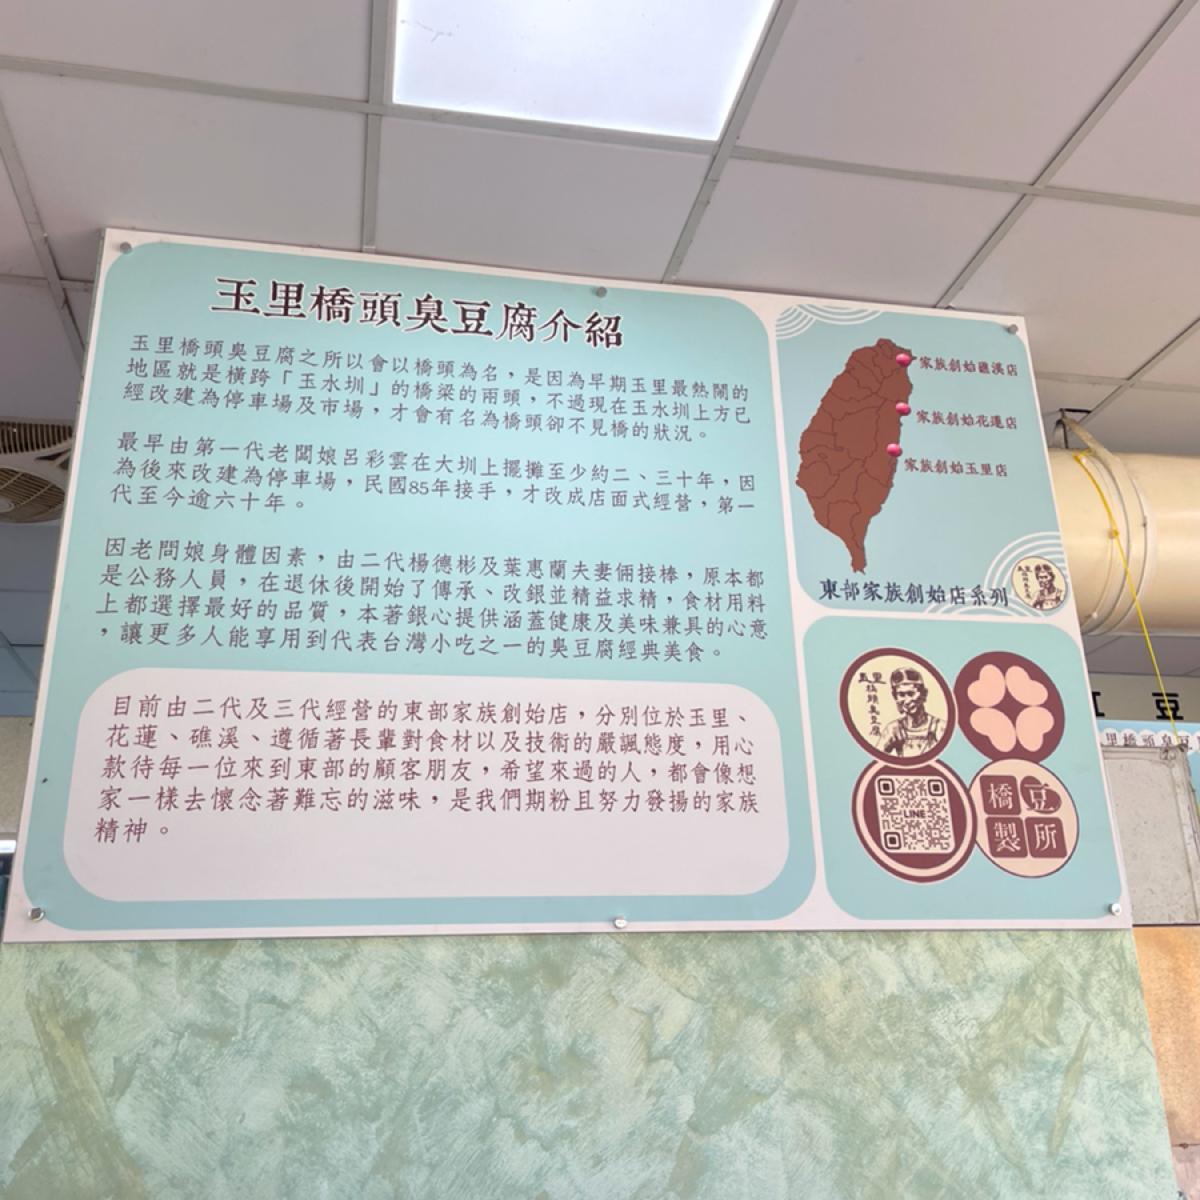 玉里橋頭臭豆腐介紹
玉里橋頭臭豆腐之所以會以橋頭為名，是因為早期玉里最熱鬧的
地區就是橫跨「玉水圳」的橋梁的兩頭，不過現在玉水圳上方已
經改建為停車場及市場，才會有名為橋頭卻不見橋的狀況。
最早由第一代老闆娘呂彩雲在大圳上擺攤至少約二、三十年，因
為後來改建為停車場，民國85年接手，才改成店面式經營，第一
代至今逾六十年。
因老闆娘身體因素，由二代楊德彬及葉惠蘭夫妻倆接棒，原本都
是公務人員，在退休後開始了傳承、改銀並精益求精，食材用料
上都選擇最好的品質，本著銀心提供涵蓋健康及美味兼具的心意
，讓更多人能享用到代表台灣小吃之一的臭豆腐經典美食。
目前由二代及三代經營的東部家族創始店，分別位於玉里、
花蓮、礁溪、遵循著長輩對食材以及技術的嚴諷態度，用心
款待每一位來到東部的顧客朋友，希望來過的人，都會像想
家一樣去懷念著難忘的滋味，是我們期粉且努力發揚的家族
精神。
家族創始礁溪店
家族創始花蓮店
家族創始玉里店
東部家族創始店系列
玉里
橋頭臭豆腐
LINE
橋豆
製所
豆
里橋頭臭豆